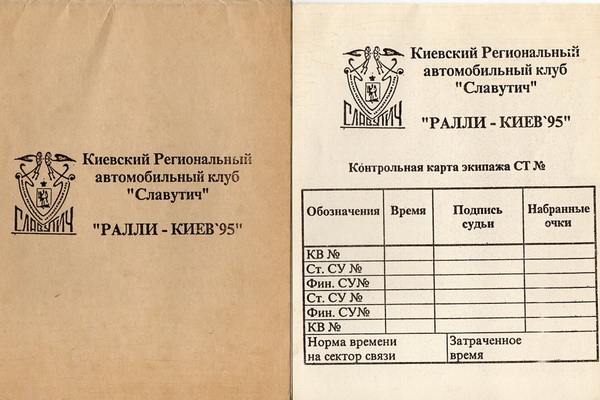 Киевский Региональный
автомобильный клуб
"Славутич"
СЛАВУТИЧ
"РАЛЛИ - КИЕВ`95"
Киевский Региональный
автомобильный клуб
"Славутич"
СЛАВУТИЧ
"РАЛЛИ - КИЕВ`95"
Контрольная карта экипажа СТ №
Обозначения Время Подпись судьи Набранные очки
КВ №
Ст. СУ №
Фин. СУ№
Ст. СУ №
Фин. СУ№
КВ №
Норма времени
на сектор связи
Затраченное
время